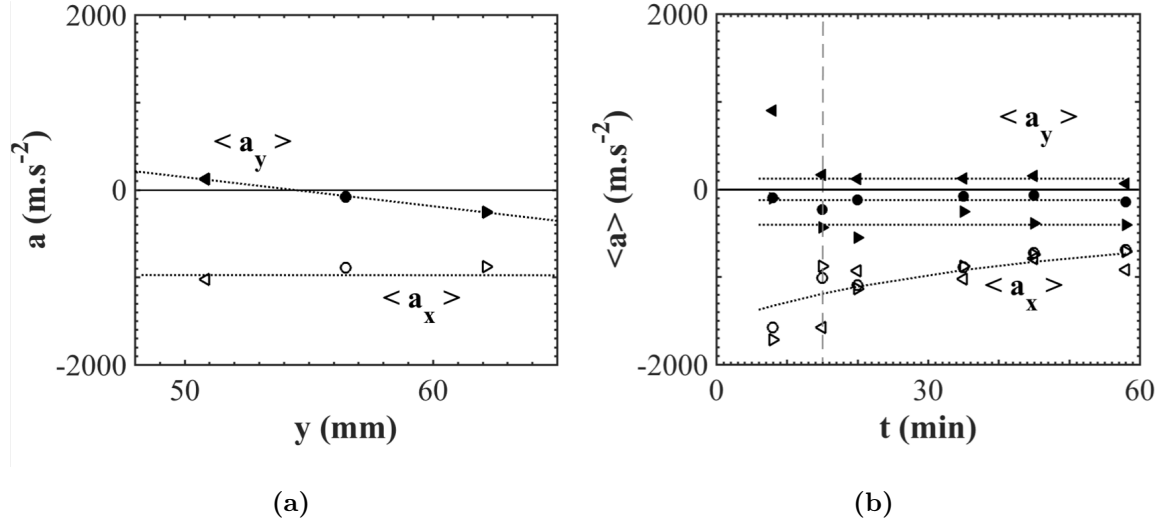 2000
0
-2000
a (m.s⁻²)
< a_y >
< a_x >
50
60
y (mm)
(a)
2000
0
-2000
<a> (m.s⁻²)
< a_y >
< a_x >
0
30
60
t (min)
(b)